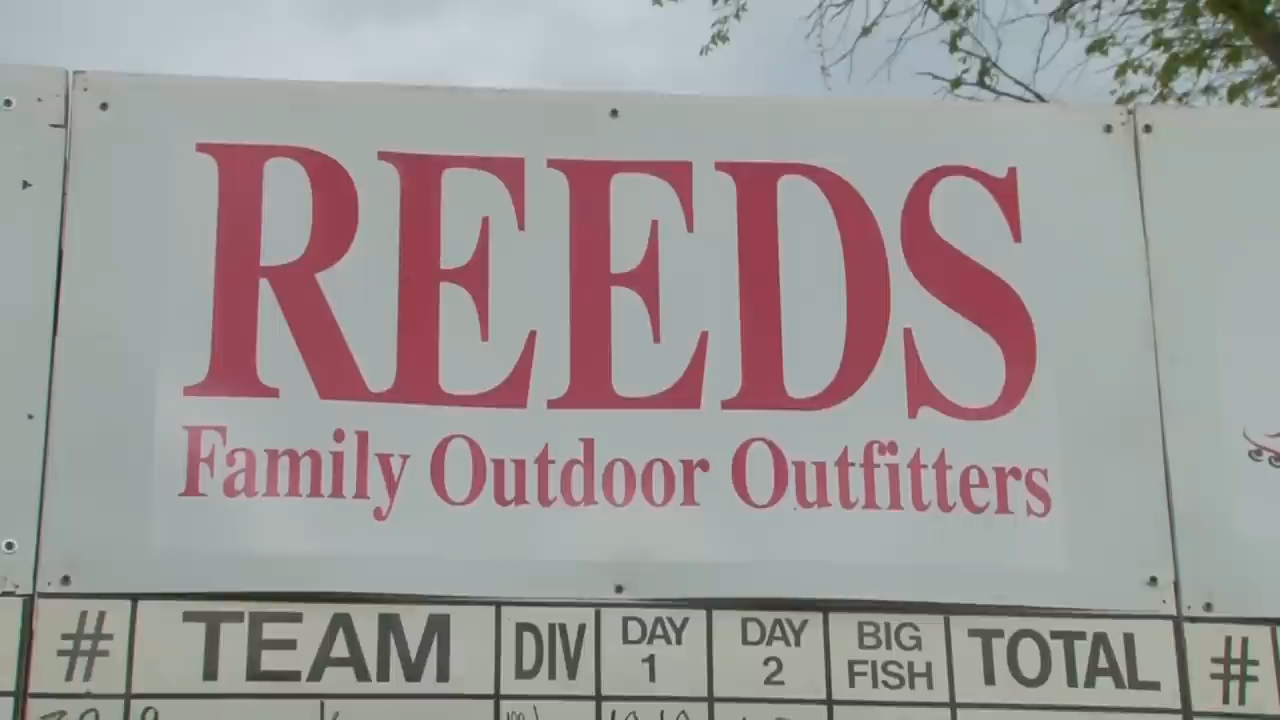 REEDS
Family Outdoor Outfitters
# TEAM DIV DAY 1 DAY 2 BIG FISH TOTAL #